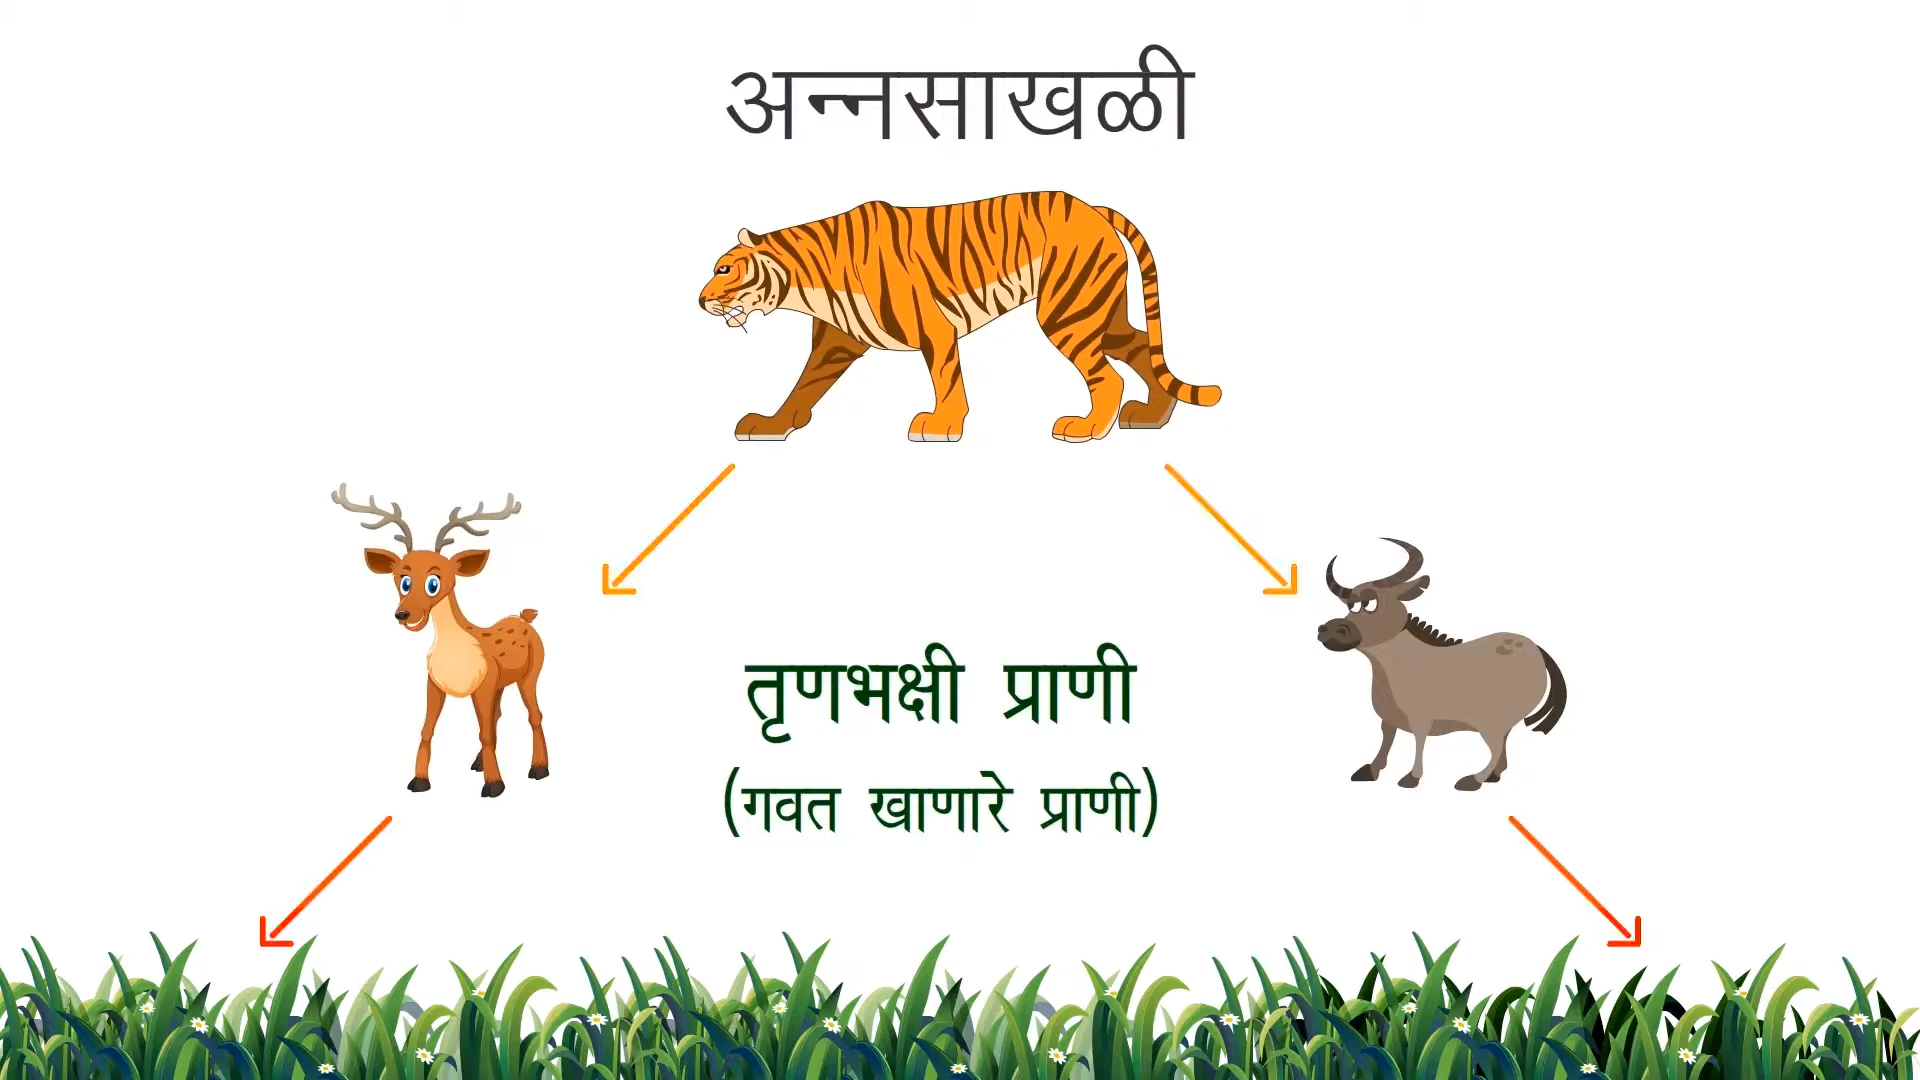 अन्नसाखळी
तृणभक्षी प्राणी
(गवत खाणारे प्राणी)